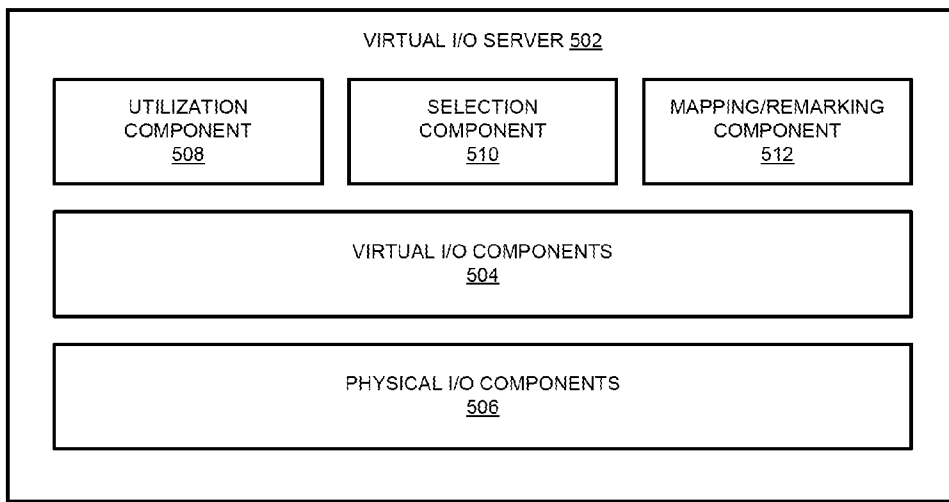 VIRTUAL I/O SERVER 502
UTILIZATION
COMPONENT
508
SELECTION
COMPONENT
510
MAPPING/REMARKING
COMPONENT
512
VIRTUAL I/O COMPONENTS
504
PHYSICAL I/O COMPONENTS
506